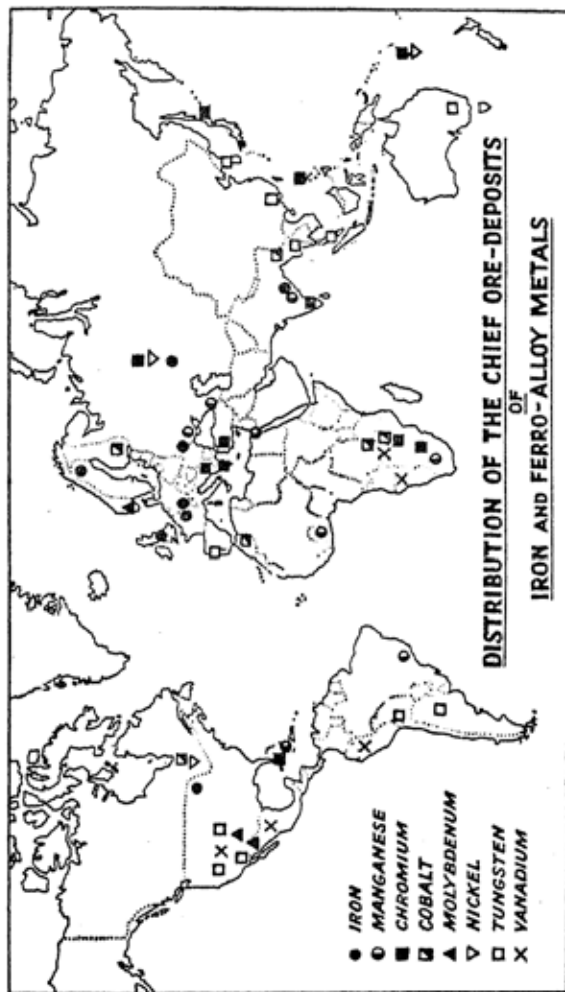 DISTRIBUTION OF THE CHIEF ORE-DEPOSITS
OF
IRON AND FERRO-ALLOY METALS
IRON
MANGANESE
CHROMIUM
COBALT
MOLYBDENUM
NICKEL
TUNGSTEN
VANADIUM